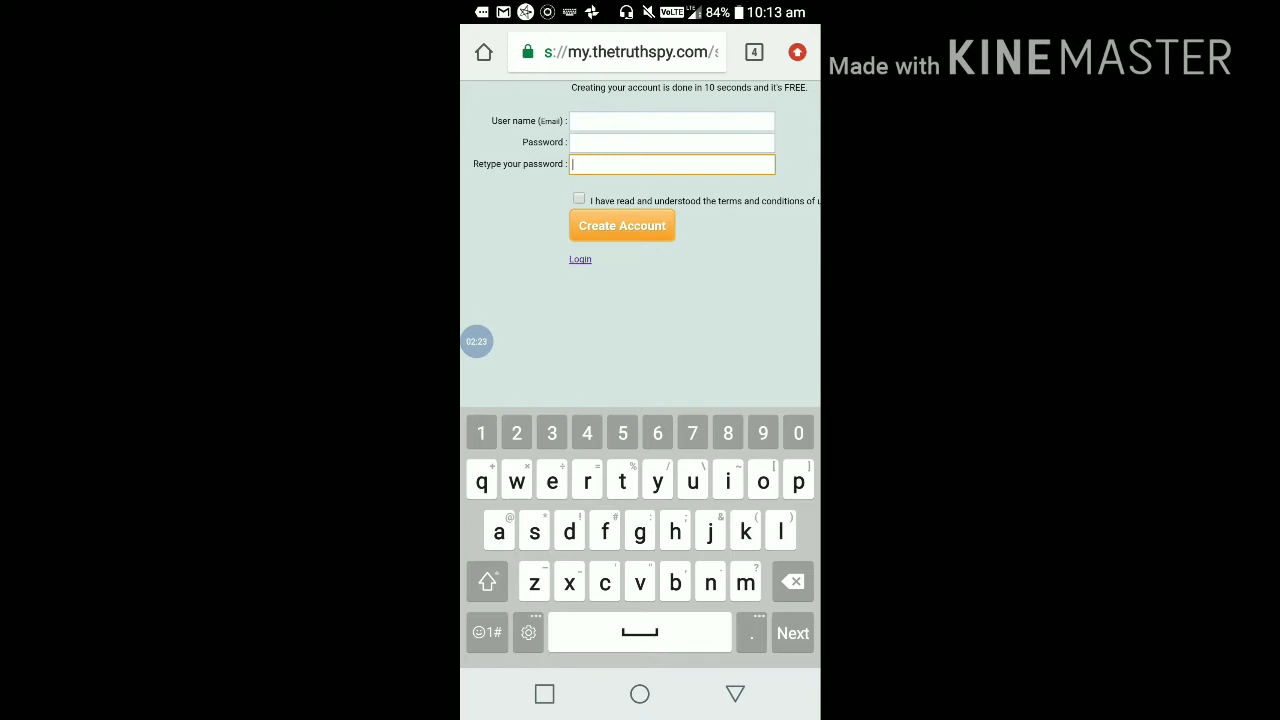 84% 10:13 am
s://my.thetruthspy.com/s
4
Made with KINEMASTER
Creating your account is done in 10 seconds and it's FREE.
User name (Email) :
Password :
Retype your password :
I have read and understood the terms and conditions of u
Create Account
Login
02:23
1 2 3 4 5 6 7 8 9 0
+ × ÷ = % / \ ~ [ ]
q w e r t y u i o p
@ * ! # : ; & ( )
a s d f g h j k l
z x c v b n m
1# . Next